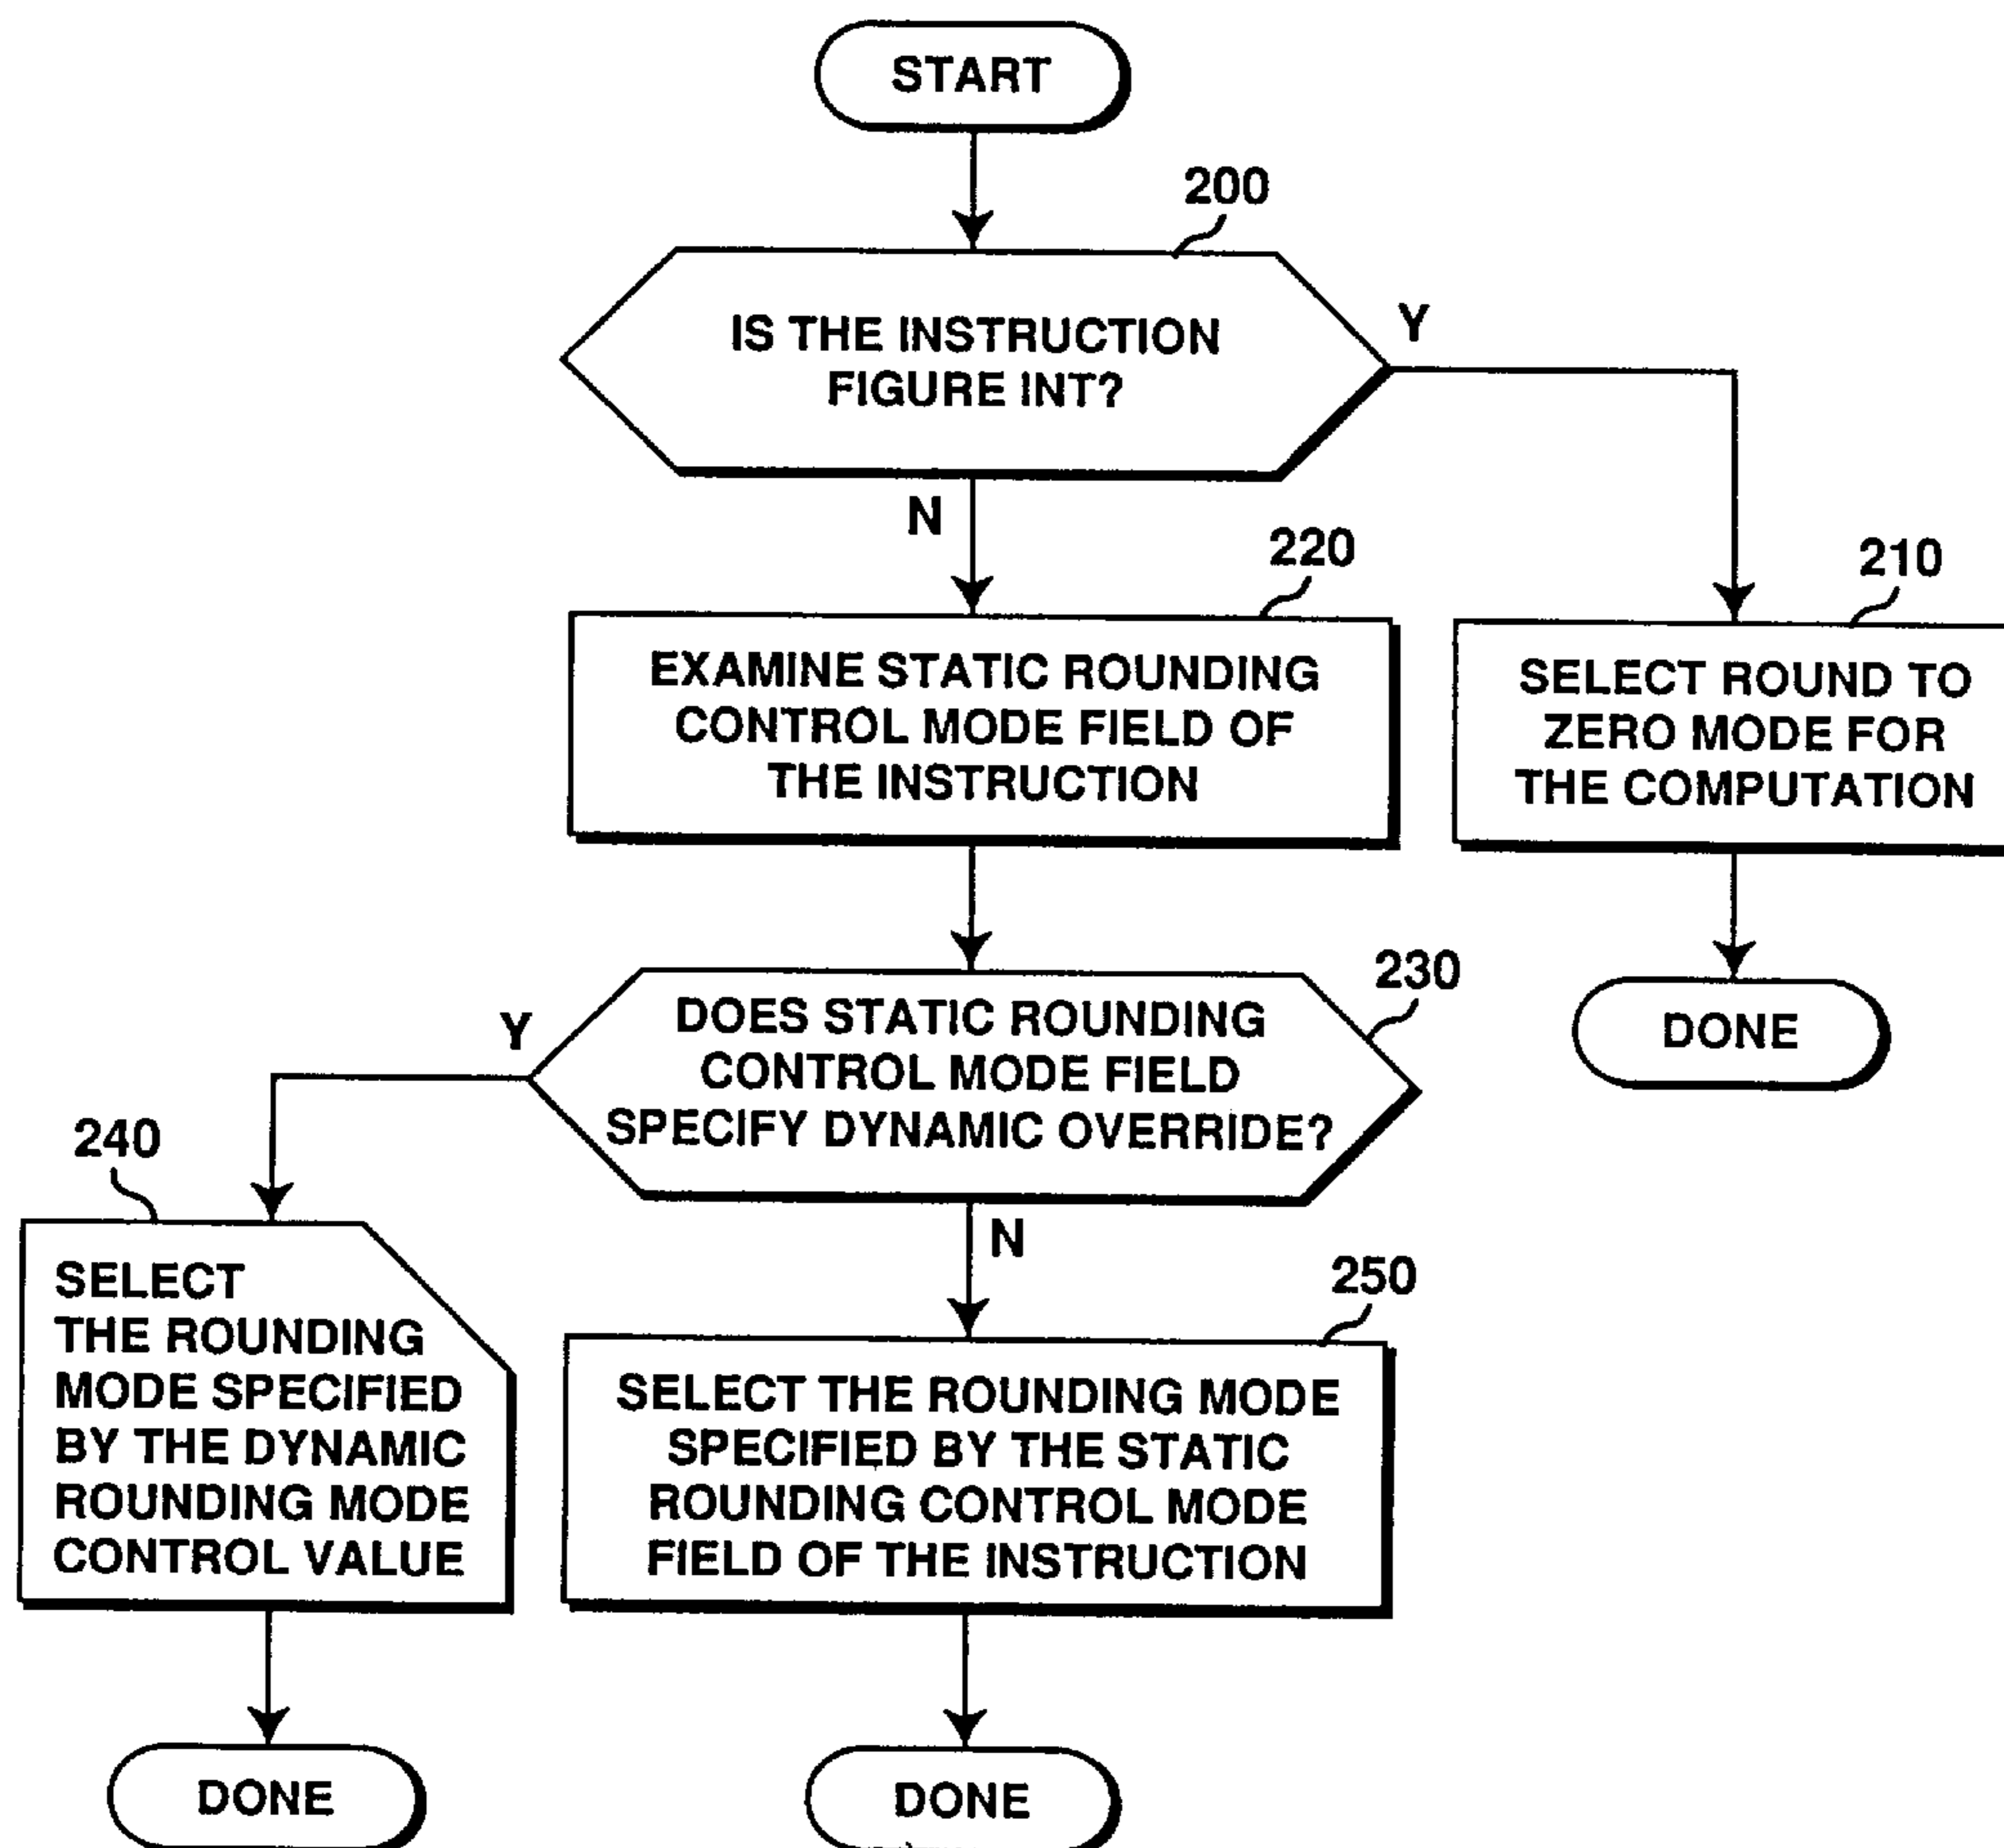 START
200
IS THE INSTRUCTION
FIGURE INT?
Y
N
220
EXAMINE STATIC ROUNDING
CONTROL MODE FIELD OF
THE INSTRUCTION
210
SELECT ROUND TO
ZERO MODE FOR
THE COMPUTATION
DONE
230
DOES STATIC ROUNDING
CONTROL MODE FIELD
SPECIFY DYNAMIC OVERRIDE?
Y
N
240
SELECT
THE ROUNDING
MODE SPECIFIED
BY THE DYNAMIC
ROUNDING MODE
CONTROL VALUE
DONE
250
SELECT THE ROUNDING MODE
SPECIFIED BY THE STATIC
ROUNDING CONTROL MODE
FIELD OF THE INSTRUCTION
DONE